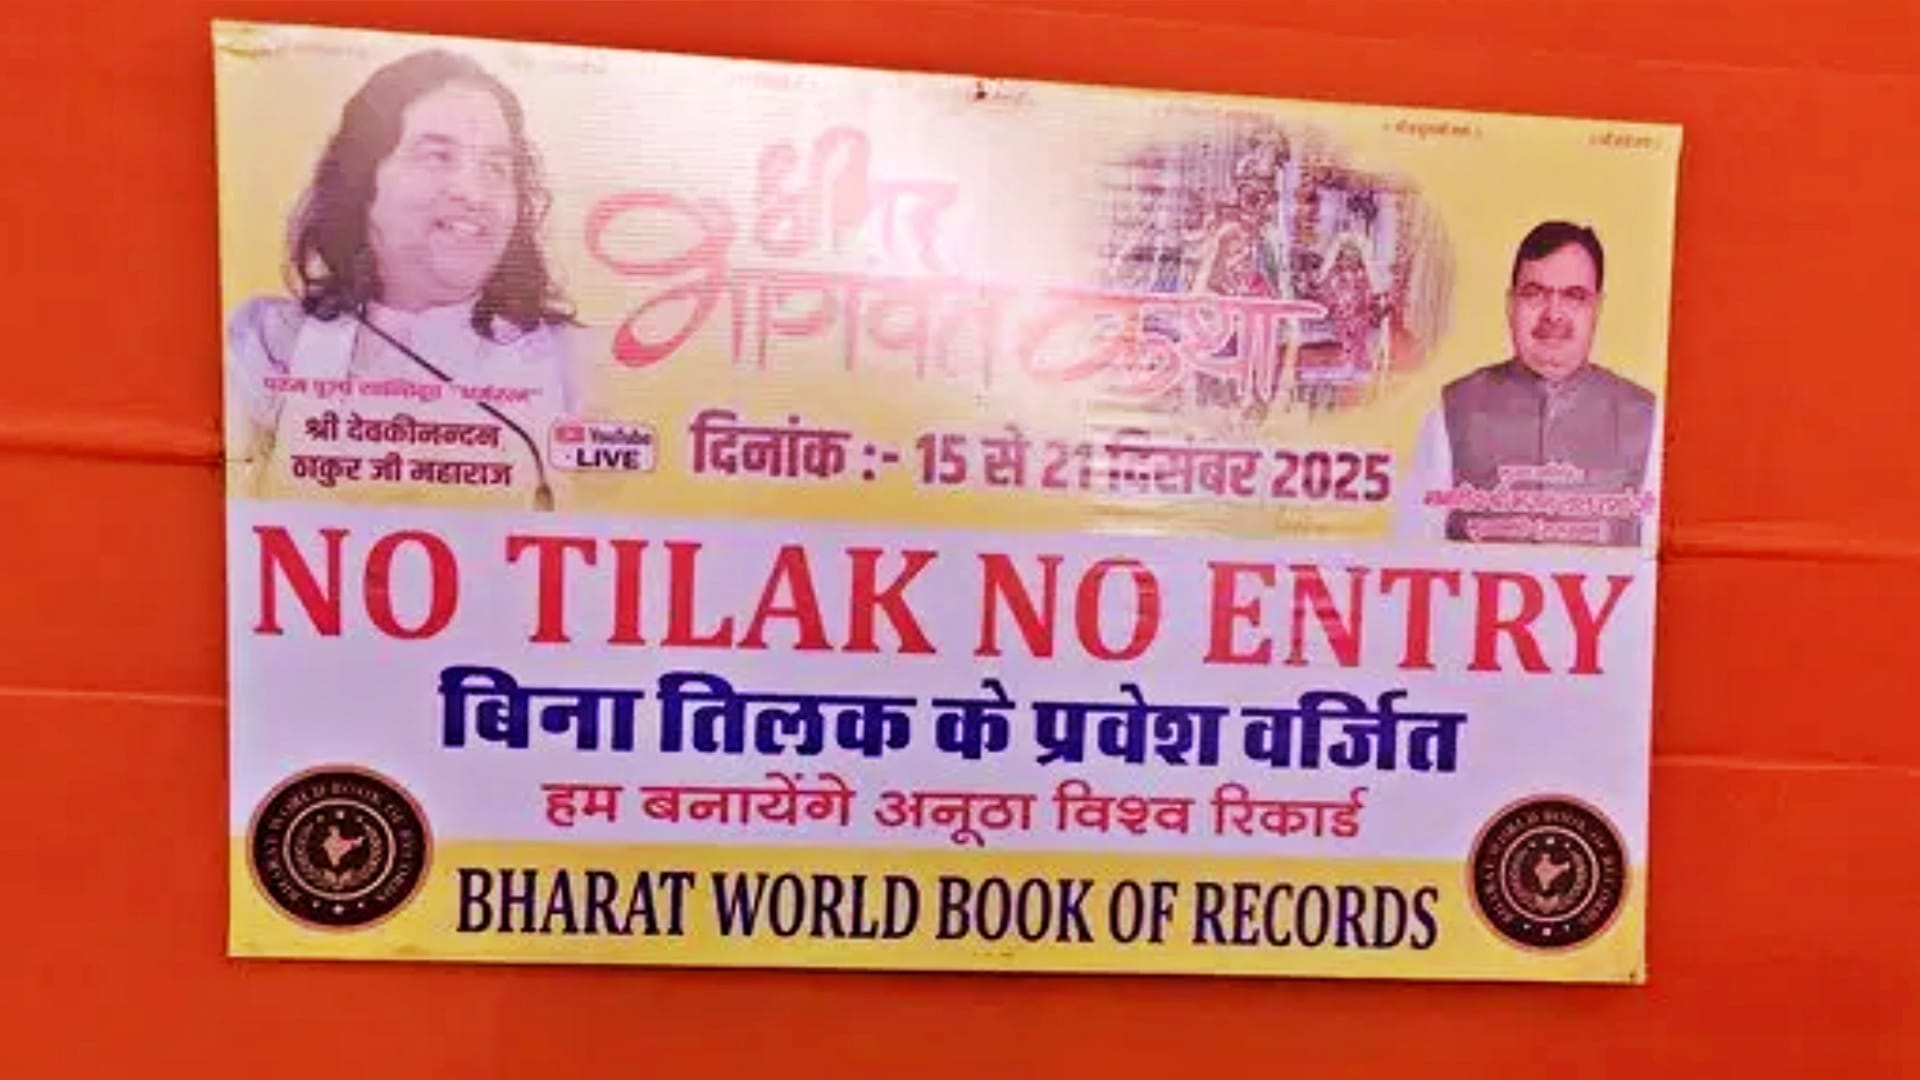 श्रीमद्
भागवत कथा
श्री देवकीनन्दन
ठाकुर जी महाराज
YouTube
LIVE
दिनांक :- 15 से 21 दिसंबर 2025
NO TILAK NO ENTRY
बिना तिलक के प्रवेश वर्जित
हम बनायेंगे अनूठा विश्व रिकार्ड
BHARAT WORLD BOOK OF RECORDS